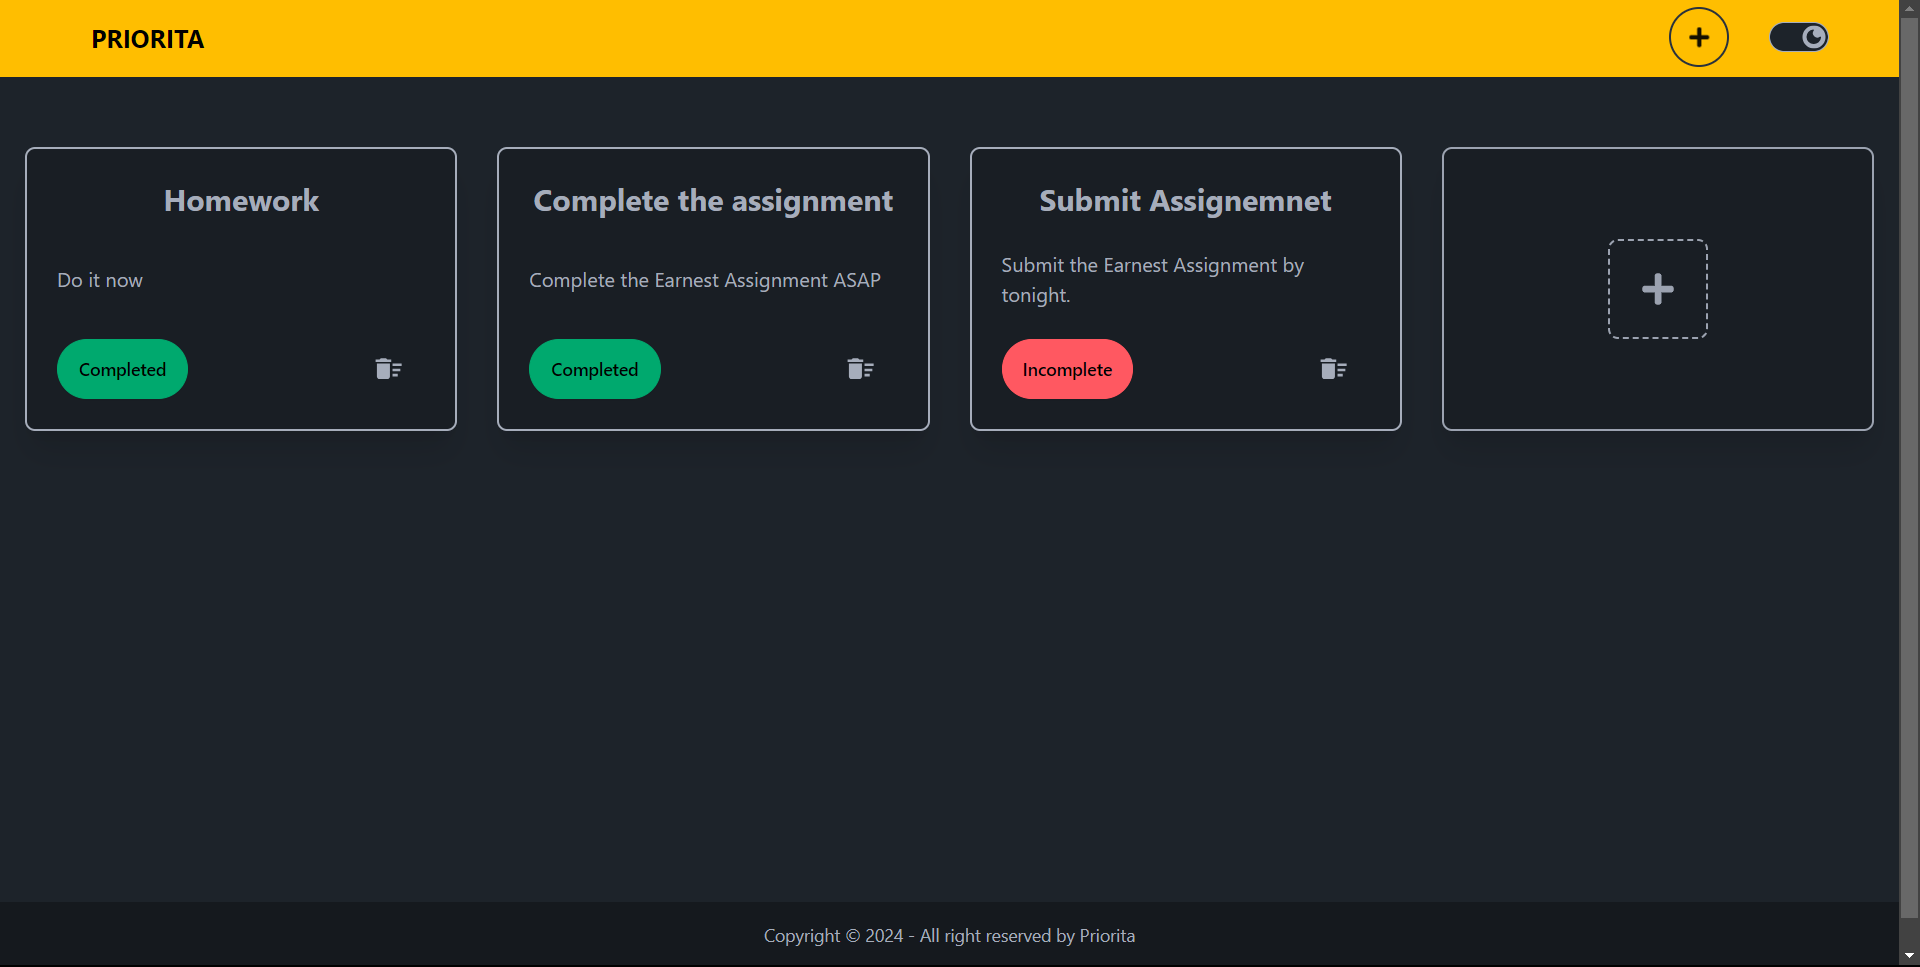 PRIORITA
Homework
Do it now
Completed
Complete the assignment
Complete the Earnest Assignment ASAP
Completed
Submit Assignemnet
Submit the Earnest Assignment by
tonight.
Incomplete
Copyright © 2024 - All right reserved by Priorita